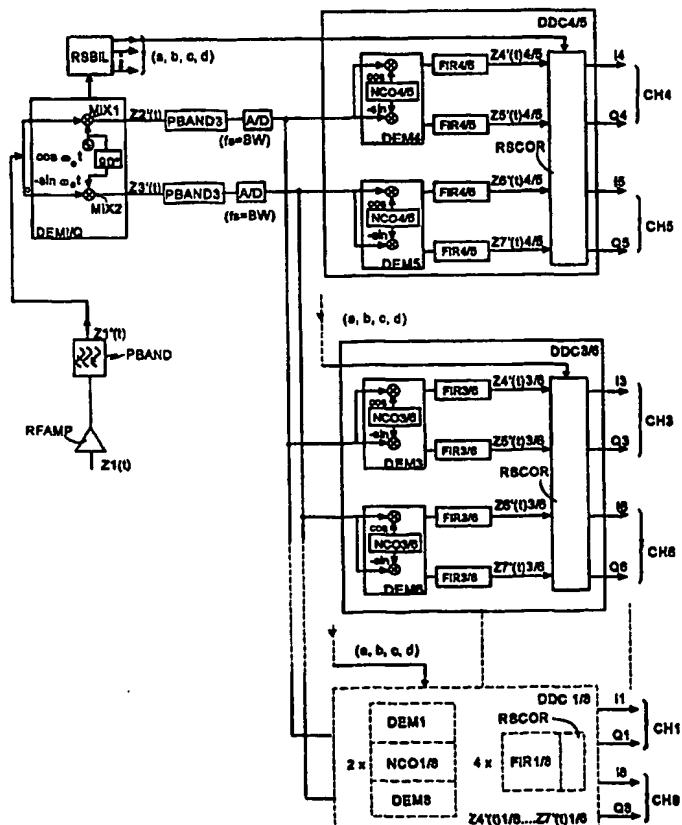 DDC4/5
RSBIL
(a, b, c, d)
MIX1
cos ωₒt
90°
-sin ωₒt
MIX2
DEMI/Q
Z2'(t)
PBAND3
A/D
(fs=BW)
Z3'(t)
PBAND3
A/D
(fs=BW)
cos
NCO4/5
-sin
DEM4
FIR4/5
Z4'(t)4/5
FIR4/5
Z5'(t)4/5
cos
NCO4/5
-sin
DEM5
FIR4/5
Z6'(t)4/5
FIR4/5
Z7'(t)4/5
RSCOR
I4
Q4
CH4
I5
Q5
CH5
Z1'(t)
PBAND
RFAMP
Z1(t)
(a, b, c, d)
DDC3/6
cos
NCO3/6
-sin
DEM3
FIR3/6
Z4'(t)3/6
FIR3/6
Z5'(t)3/6
cos
NCO3/6
-sin
DEM6
FIR3/6
Z6'(t)3/6
FIR3/6
Z7'(t)3/6
RSCOR
I3
Q3
CH3
I6
Q6
CH6
(a, b, c, d)
DDC 1/8
2 x
DEM1
NCO1/8
DEM8
4 x
FIR1/8
RSCOR
Z4'(t)1/8....Z7'(t)1/8
I1
Q1
CH1
I8
Q8
CH8